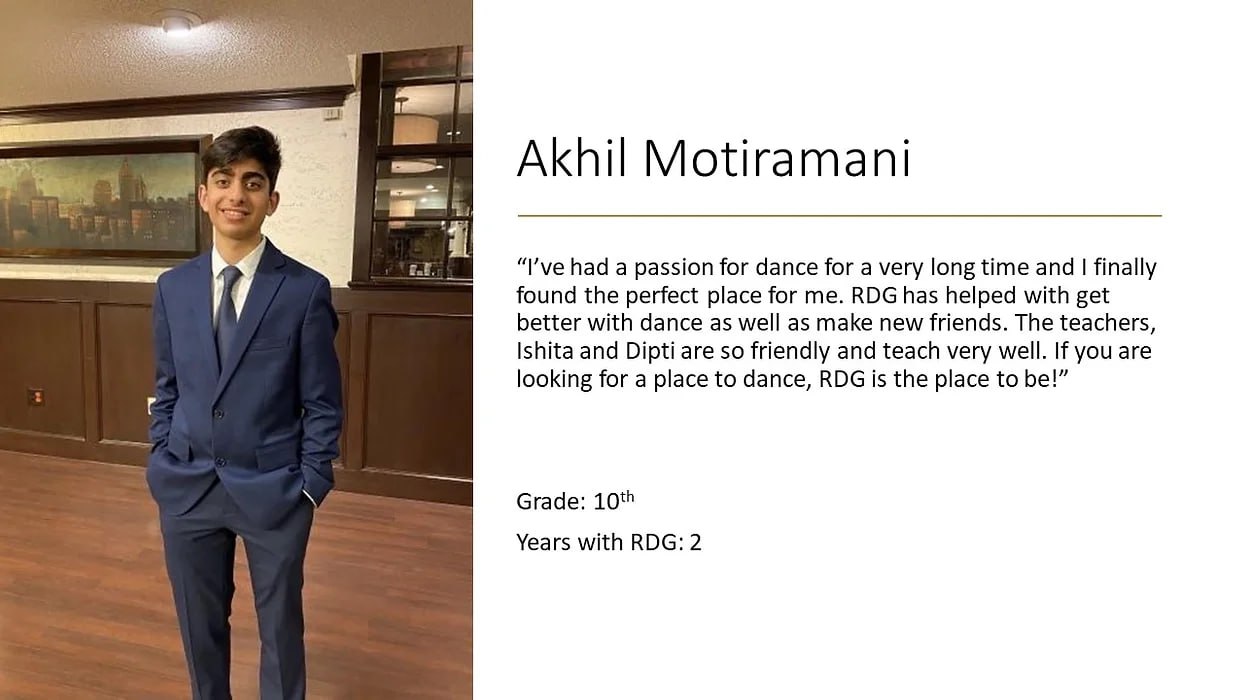 Akhil Motiramani
“I’ve had a passion for dance for a very long time and I finally
found the perfect place for me. RDG has helped with get
better with dance as well as make new friends. The teachers,
Ishita and Dipti are so friendly and teach very well. If you are
looking for a place to dance, RDG is the place to be!”
Grade: 10th
Years with RDG: 2